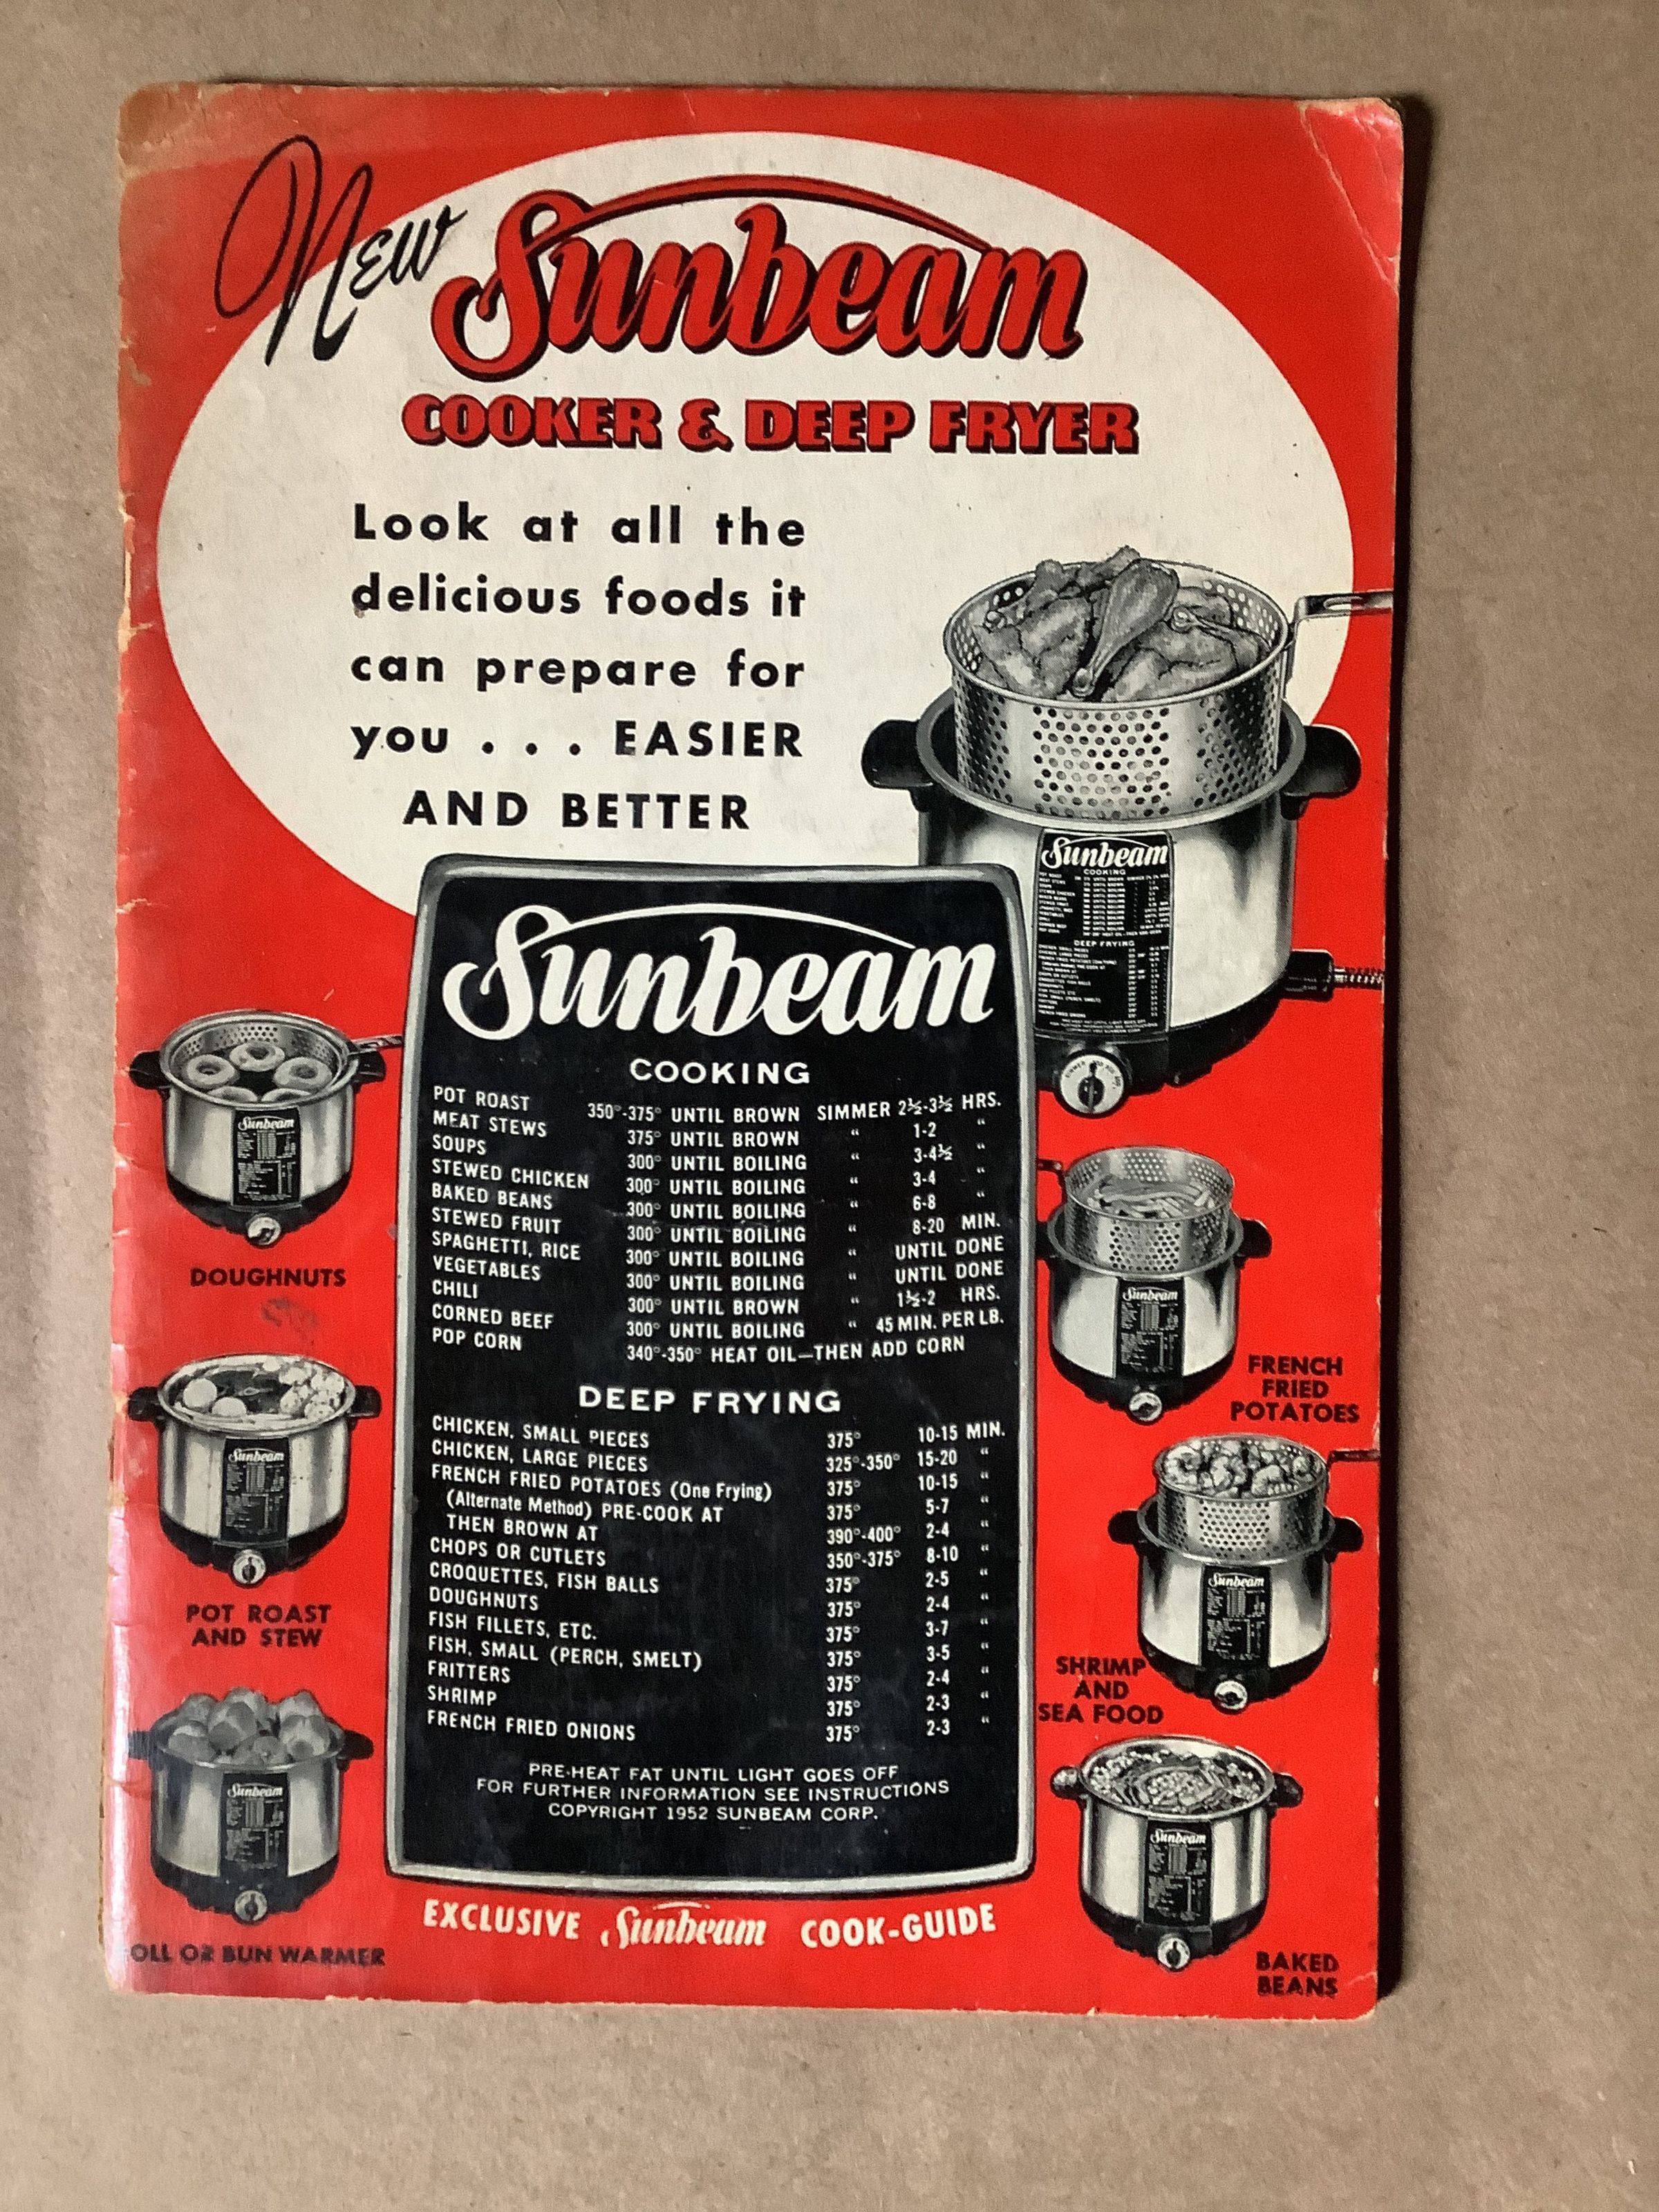 New Sunbeam
COOKER & DEEP FRYER
Look at all the
delicious foods it
can prepare for
you . . . EASIER
AND BETTER
Sunbeam
COOKING
POT ROAST 350°-375° UNTIL BROWN SIMMER 2½-3½ HRS.
MEAT STEWS 375° UNTIL BROWN " 1-2 "
SOUPS 300° UNTIL BOILING " 3-4½ "
STEWED CHICKEN 300° UNTIL BOILING " 3-4 "
BAKED BEANS 300° UNTIL BOILING " 6-8 "
STEWED FRUIT 300° UNTIL BOILING " 8-20 MIN.
SPAGHETTI, RICE 300° UNTIL BOILING " UNTIL DONE
VEGETABLES 300° UNTIL BOILING " UNTIL DONE
CHILI 300° UNTIL BROWN " 1½-2 HRS.
CORNED BEEF 300° UNTIL BOILING " 45 MIN. PER LB.
POP CORN 340°-350° HEAT OIL—THEN ADD CORN
DEEP FRYING
CHICKEN, SMALL PIECES 375° 10-15 MIN.
CHICKEN, LARGE PIECES 325°-350° 15-20 "
FRENCH FRIED POTATOES (One Frying) 375° 10-15 "
(Alternate Method) PRE-COOK AT 375° 5-7 "
THEN BROWN AT 390°-400° 2-4 "
CHOPS OR CUTLETS 350°-375° 8-10 "
CROQUETTES, FISH BALLS 375° 2-5 "
DOUGHNUTS 375° 2-4 "
FISH FILLETS, ETC. 375° 3-7 "
FISH, SMALL (PERCH, SMELT) 375° 3-5 "
FRITTERS 375° 2-4 "
SHRIMP 375° 2-3 "
FRENCH FRIED ONIONS 375° 2-3 "
PRE-HEAT FAT UNTIL LIGHT GOES OFF
FOR FURTHER INFORMATION SEE INSTRUCTIONS
COPYRIGHT 1952 SUNBEAM CORP.
EXCLUSIVE Sunbeam COOK-GUIDE
Sunbeam
COOKING
DEEP FRYING
Sunbeam
DOUGHNUTS
Sunbeam
POT ROAST
AND STEW
Sunbeam
OLL OR BUN WARMER
Sunbeam
FRENCH
FRIED
POTATOES
Sunbeam
SHRIMP
AND
SEA FOOD
Sunbeam
BAKED
BEANS